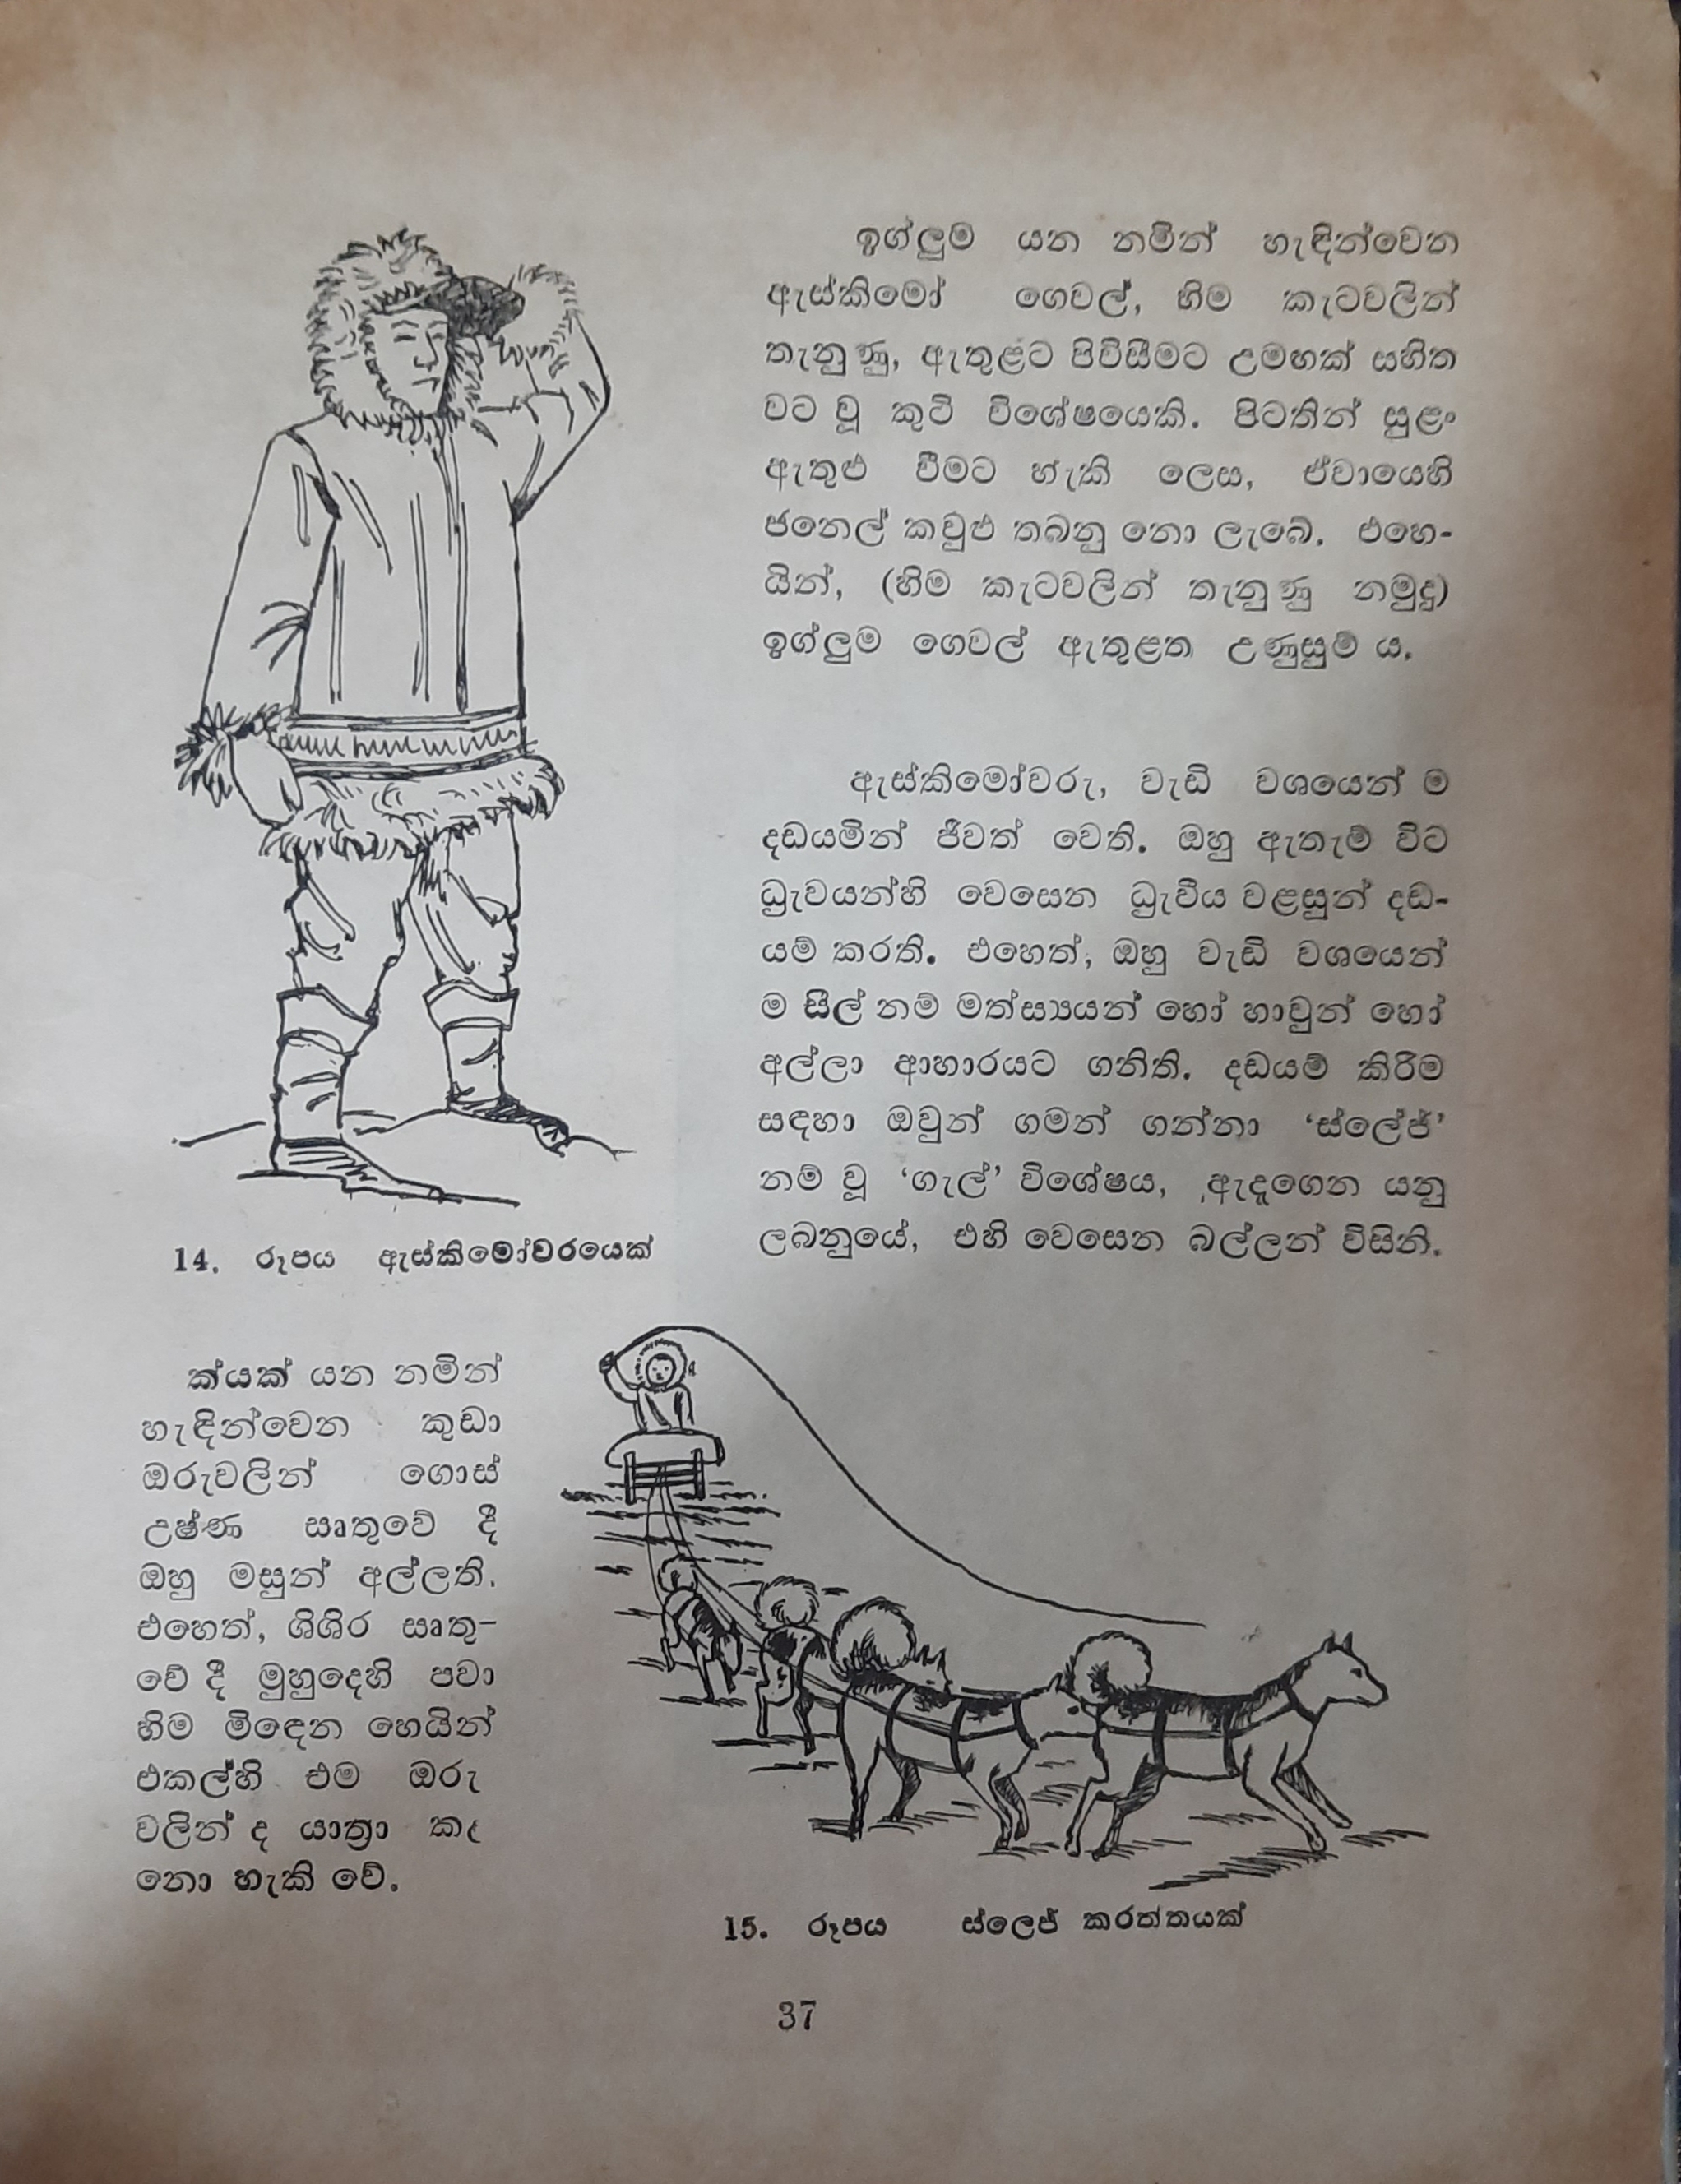 ඉග්ලුම යන නමින් හැඳින්වෙන
ඇස්කිමෝ ගෙවල්, හිම කැටවලින්
තැනුණු, ඇතුළට පිවිසීමට උමඟක් සහිත
වට වූ කුටි විශේෂයෙකි. පිටතින් සුළං
ඇතුළු වීමට හැකි ලෙස, ඒවායෙහි
ජනෙල් කවුළු තබනු නො ලැබේ. එහෙ-
යින්, (හිම කැටවලින් තැනුණු නමුදු)
ඉග්ලුම ගෙවල් ඇතුළත උණුසුම් ය.
ඇස්කිමෝවරු, වැඩි වශයෙන් ම
දඩයමින් ජීවත් වෙති. ඔහු ඇතැම් විට
ධ්‍රැවයන්හි වෙසෙන ධ්‍රැවීය වළසුන් දඩ-
යම් කරති. එහෙත්, ඔහු වැඩි වශයෙන්
ම සීල් නම් මත්ස්‍යයන් හෝ හාවුන් හෝ
අල්ලා ආහාරයට ගනිති. දඩයම් කිරීම
සඳහා ඔවුන් ගමන් ගන්නා ‘ස්ලේජ්’
නම් වූ ‘ගැල්’ විශේෂය, ඇදගෙන යනු
ලබනුයේ, එහි වෙසෙන බල්ලන් විසිනි.
14. රූපය ඇස්කිමෝවරයෙක්
ක්යක් යන නමින්
හැඳින්වෙන කුඩා
ඔරුවලින් ගොස්
උෂ්ණ සෘතුවේ දී
ඔහු මසුන් අල්ලති.
එහෙත්, ශිශිර සෘතු-
වේ දී මුහුදෙහි පවා
හිම මිඳෙන හෙයින්
එකල්හි එම ඔරු
වලින් ද යාත්‍රා කළ
නො හැකි වේ.
15. රූපය ස්ලෙජ් කරත්තයක්
37